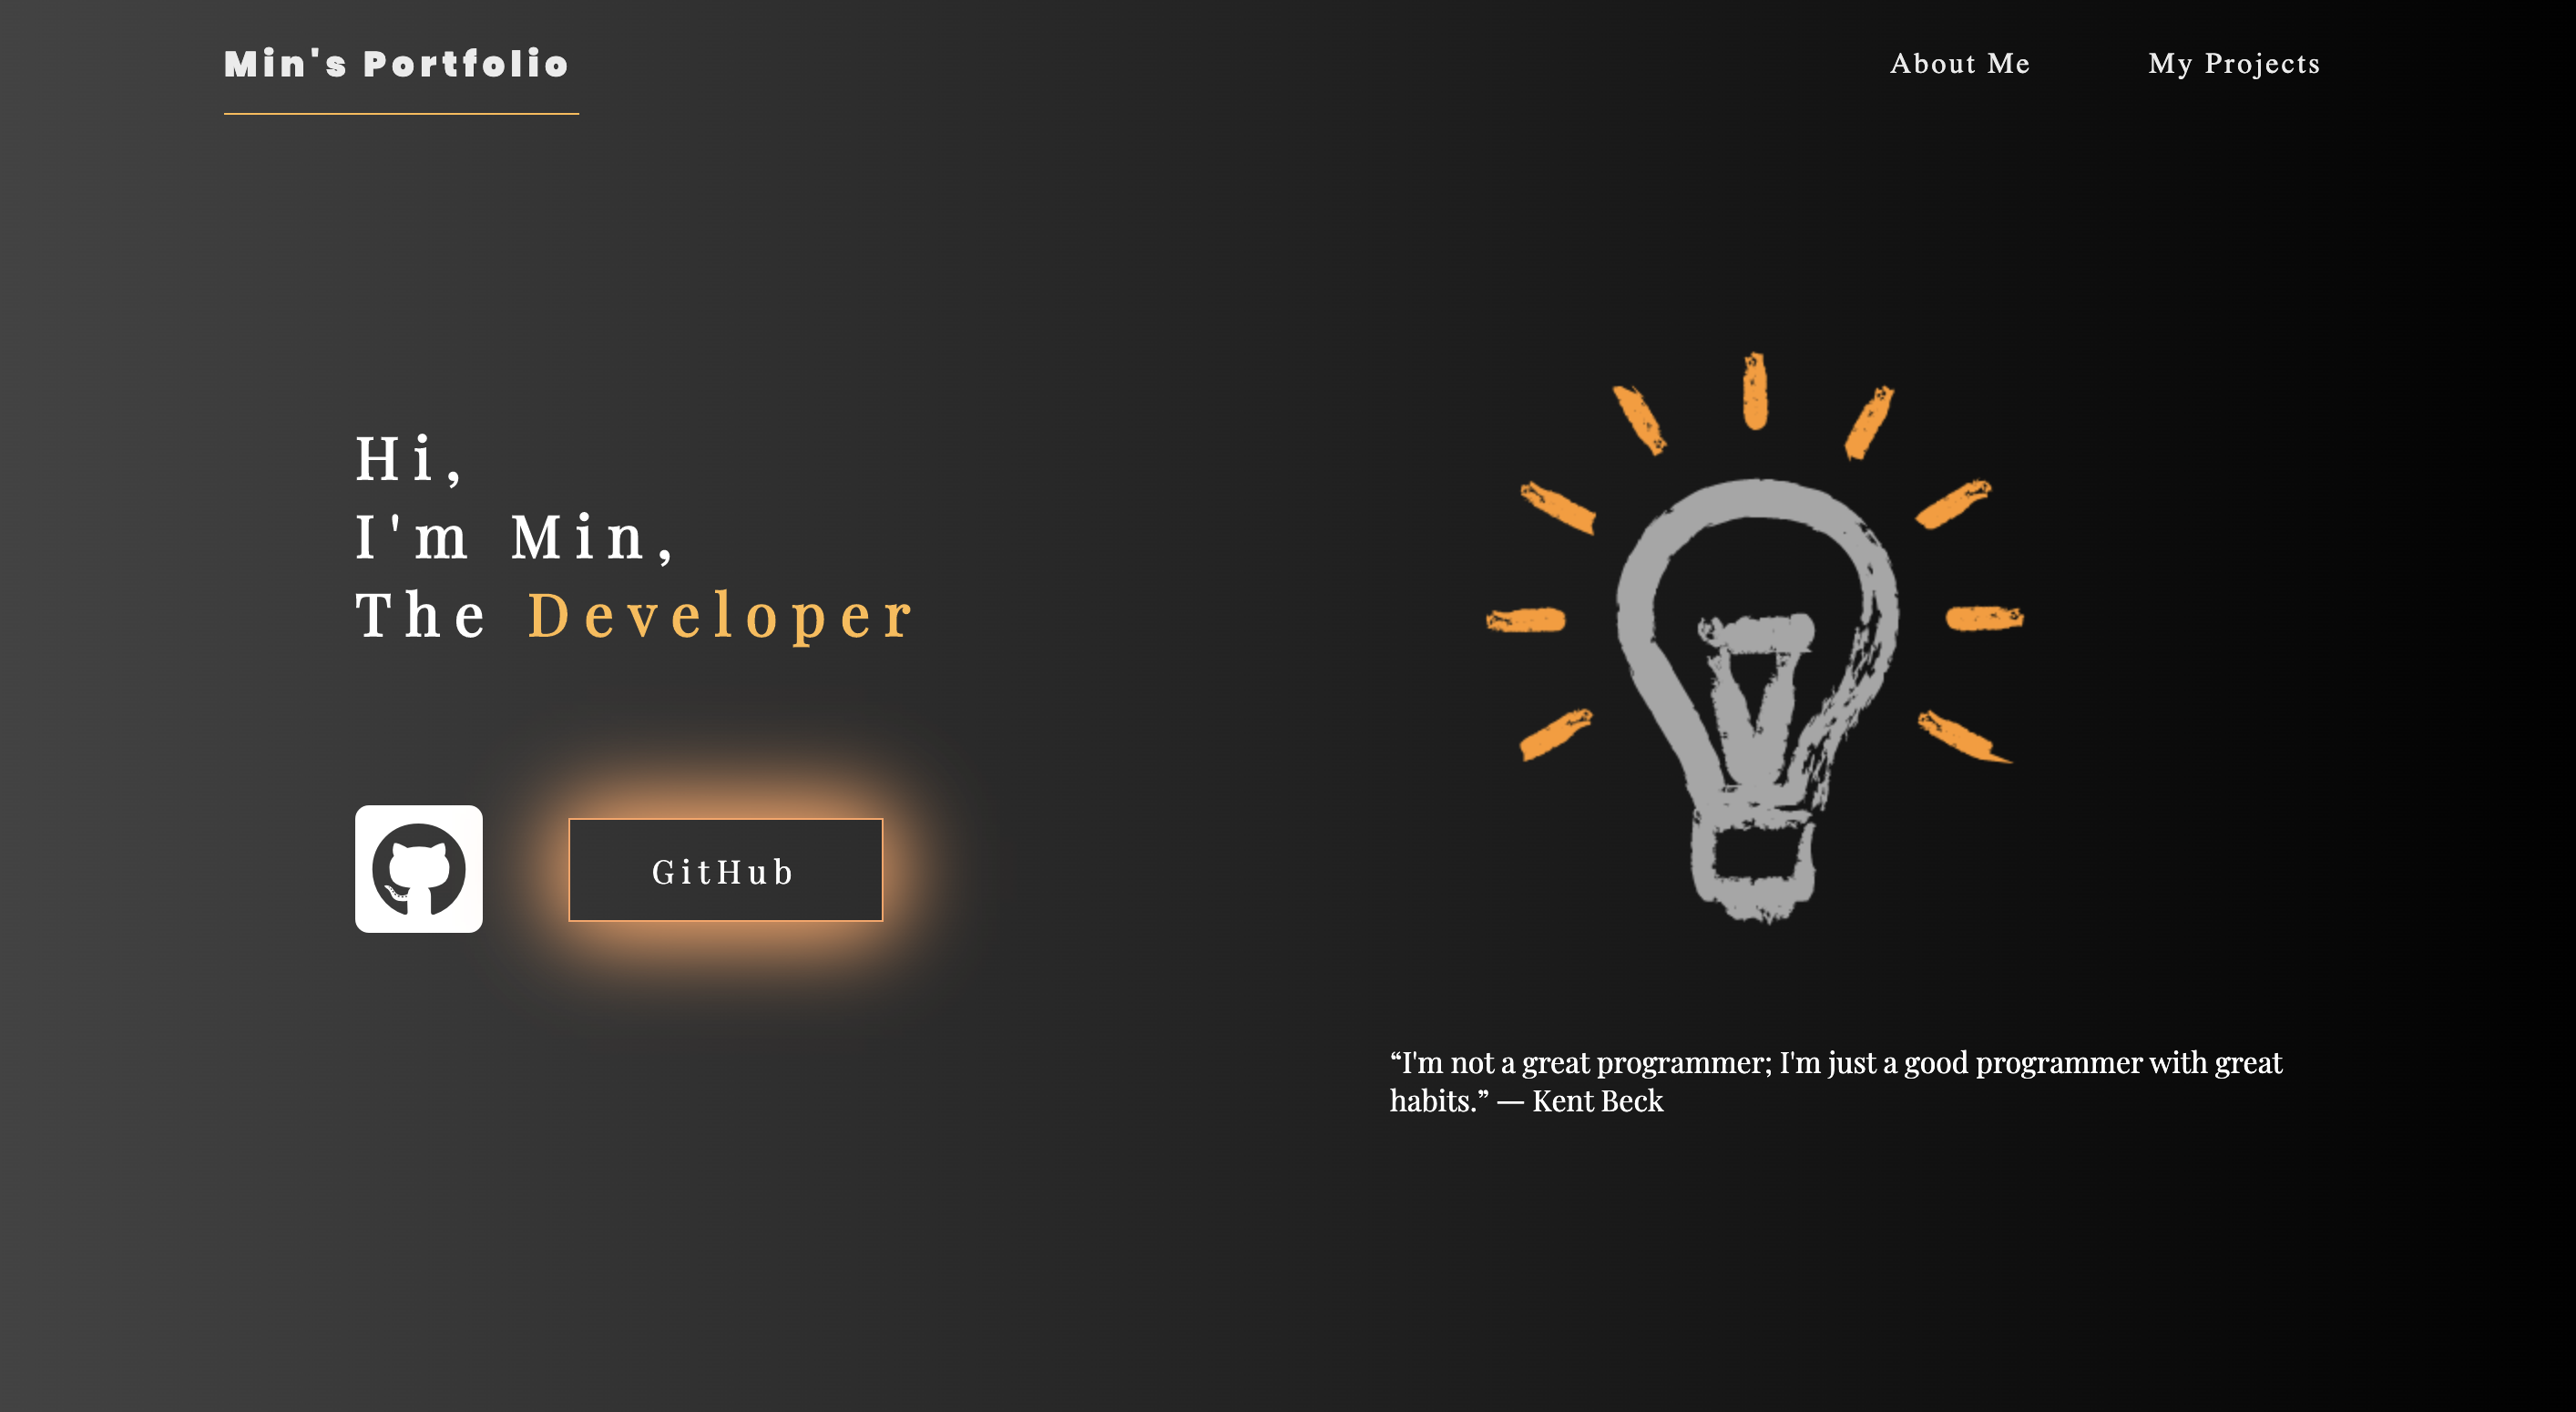 Min's Portfolio
About Me
My Projects
Hi,
I'm Min,
The Developer
GitHub
“I'm not a great programmer; I'm just a good programmer with great
habits.” — Kent Beck